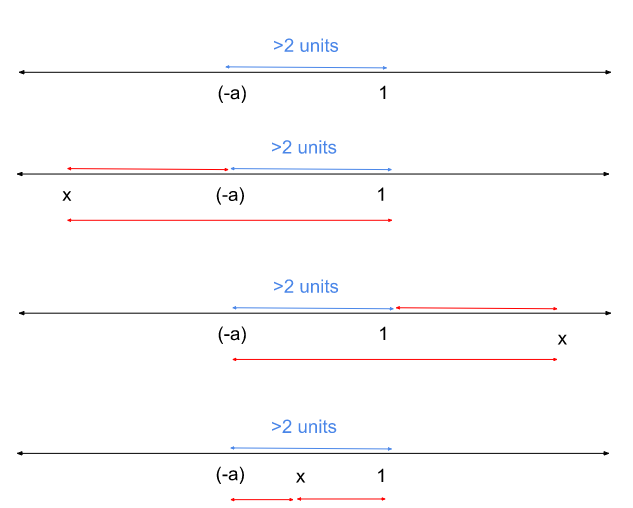 >2 units
(-a) 1
>2 units
x (-a) 1
>2 units
(-a) 1 x
>2 units
(-a) x 1